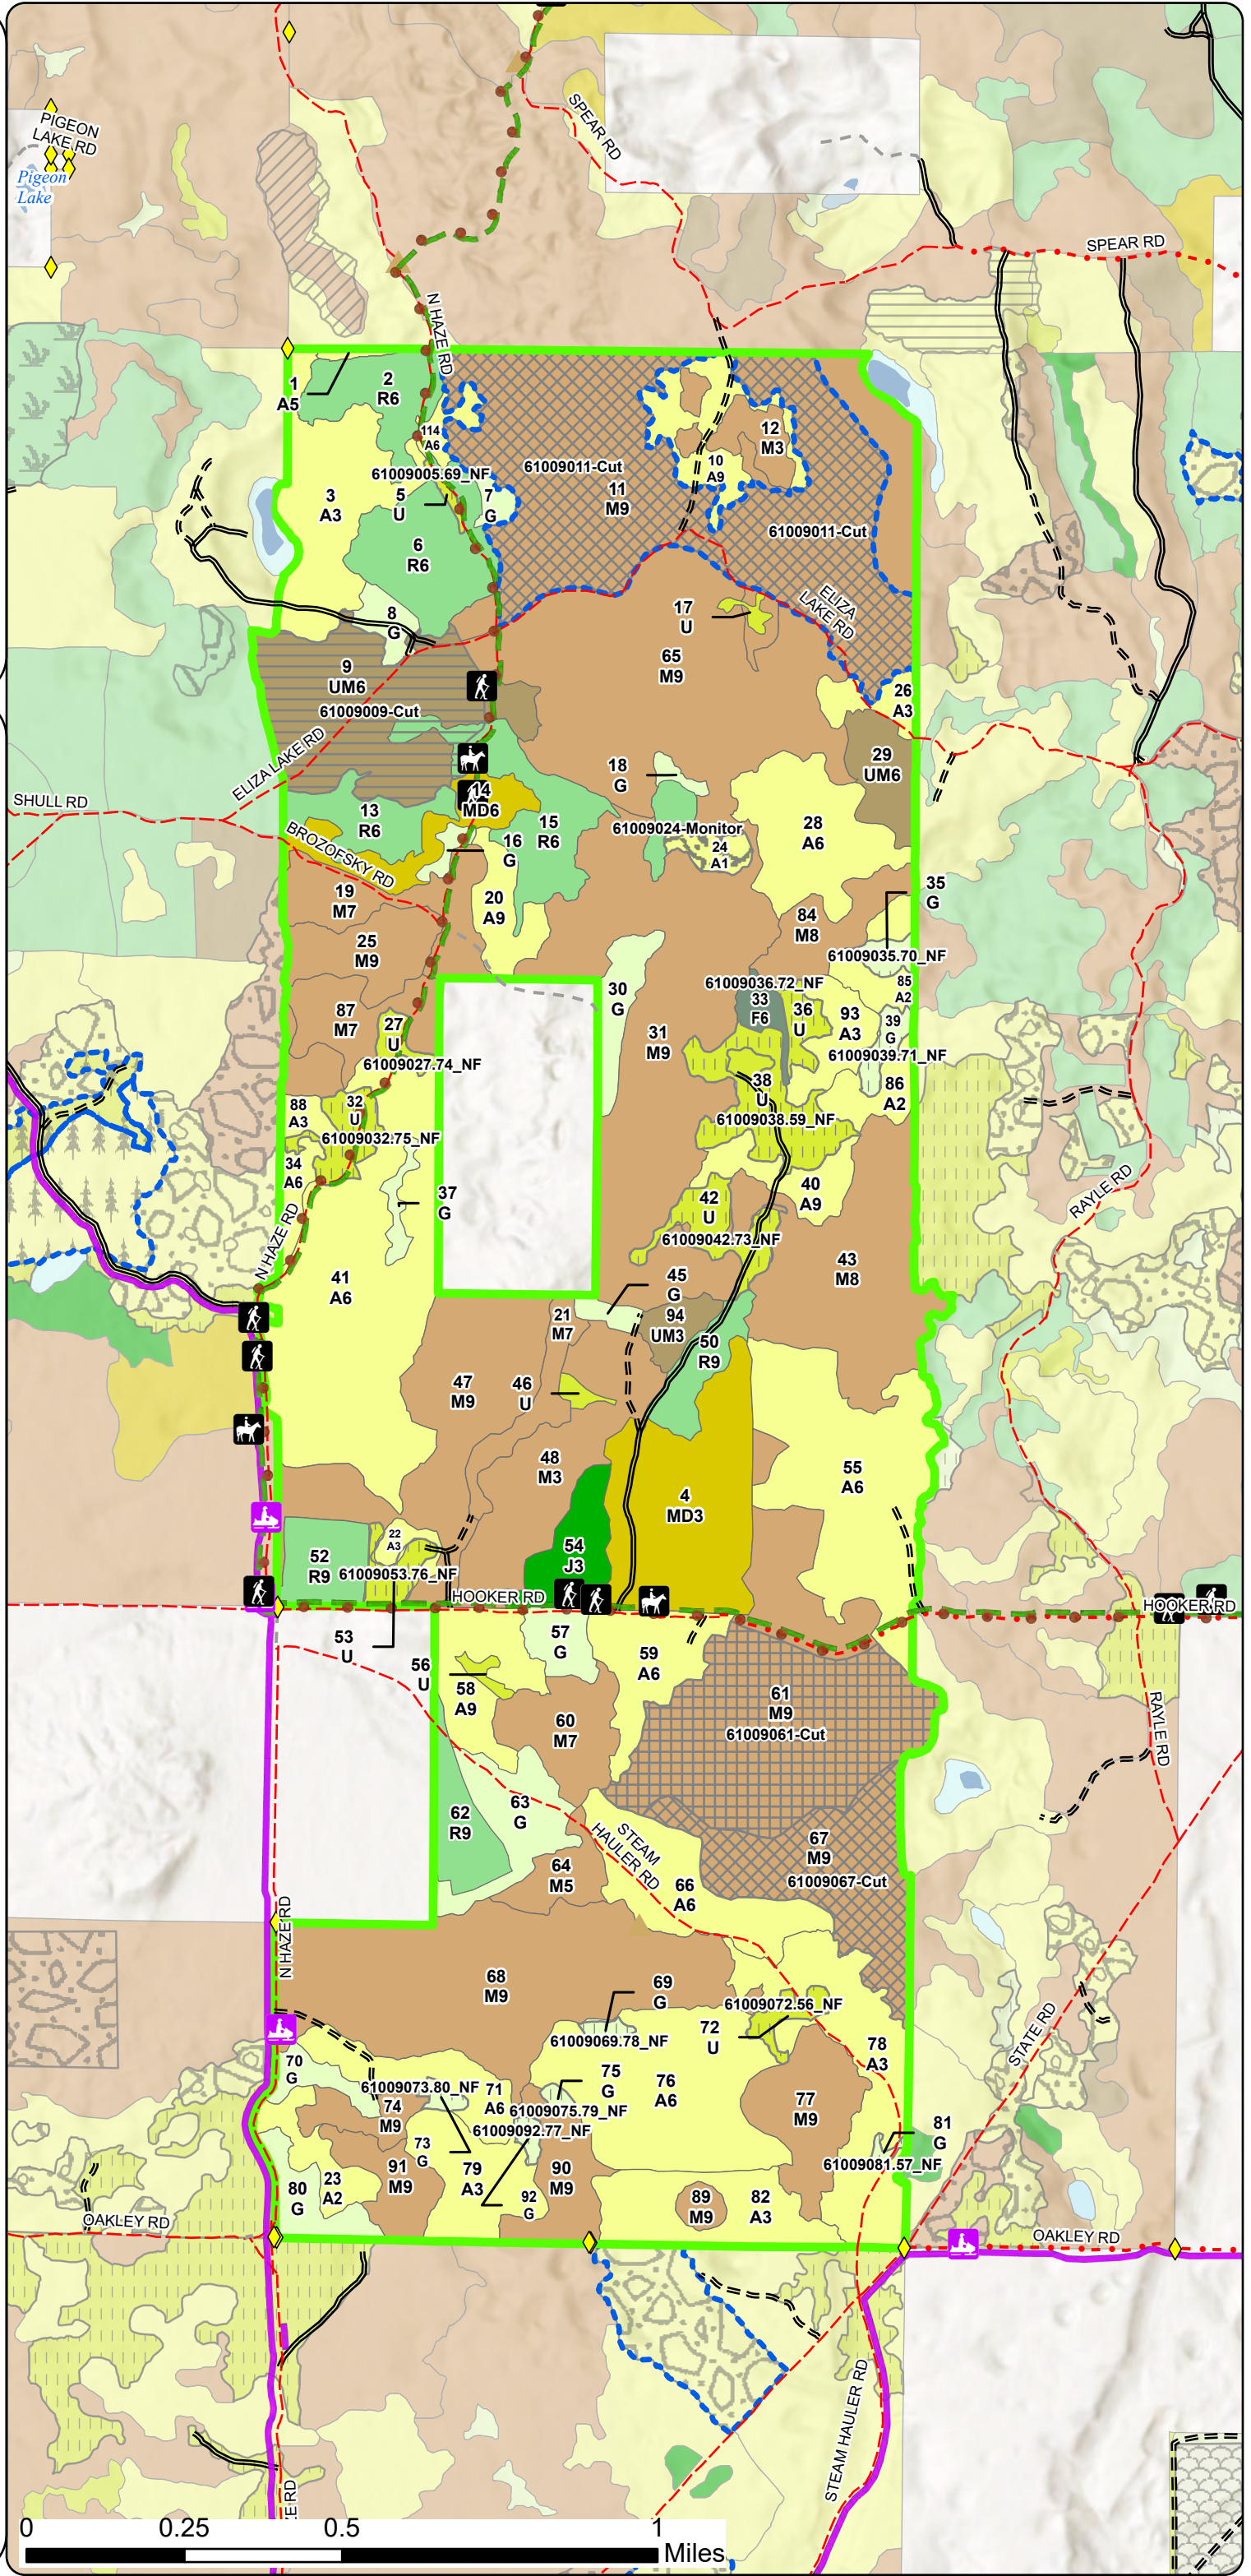 PIGEON
LAKE RD
Pigeon
Lake
SPEAR RD
SPEAR RD
N HAZE RD
1
A5
2
R6
114
A6
61009005.69_NF
3
A3
5
U
7
G
6
R6
8
G
61009011-Cut
11
M9
10
A9
12
M3
61009011-Cut
ELIZA
LAKE RD
17
U
65
M9
26
A3
9
UM6
61009009-Cut
ELIZA LAKE RD
SHULL RD
29
UM6
18
G
14
MD6
13
R6
BROZOFSKY RD
15
R6
16
G
61009024-Monitor
24
A1
28
A6
19
M7
20
A9
35
G
84
M8
61009035.70_NF
25
M9
85
A2
61009036.72_NF
30
G
33
F6
36
U
93
A3
39
G
61009039.71_NF
87
M7
27
U
61009027.74_NF
31
M9
38
U
61009038.59_NF
86
A2
88
A3
32
U
61009032.75_NF
34
A6
37
G
40
A9
42
U
61009042.73_NF
RAYLE RD
N HAZE RD
41
A6
43
M8
45
G
21
M7
94
UM3
50
R9
47
M9
46
U
48
M3
55
A6
4
MD3
22
A3
52
R9
61009053.76_NF
54
J3
HOOKER RD
HOOKER RD
53
U
57
G
59
A6
56
U
58
A9
60
M7
61
M9
61009061-Cut
RAYLE RD
62
R9
63
G
STEAM
HAULER RD
67
M9
61009067-Cut
64
M5
66
A6
N HAZE RD
68
M9
69
G
61009072.56_NF
61009069.78_NF
72
U
78
A3
STATE RD
70
G
61009073.80_NF
71
A6
75
G
61009075.79_NF
76
A6
74
M9
61009092.77_NF
77
M9
81
G
73
G
61009081.57_NF
91
M9
79
A3
90
M9
80
G
23
A2
92
G
89
M9
82
A3
OAKLEY RD
OAKLEY RD
STEAM HAULER RD
ZE RD
0 0.25 0.5 1
Miles